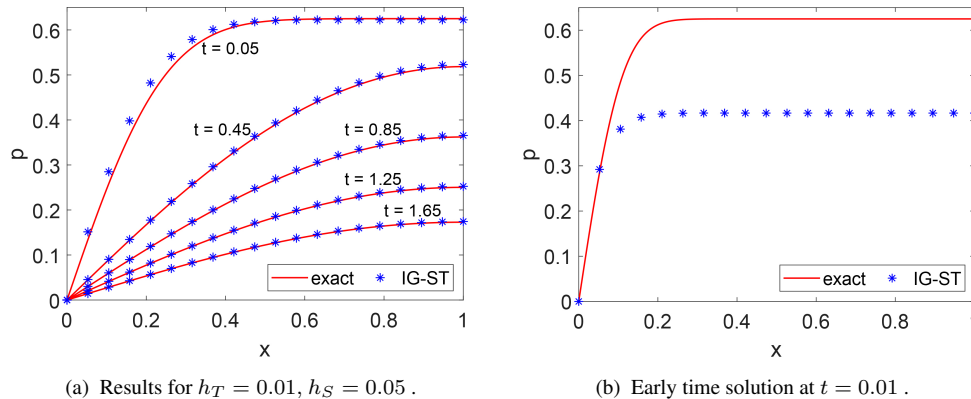 0.6
0.5
0.4
0.3
0.2
0.1
0
p
t = 0.05
t = 0.45
t = 0.85
t = 1.25
t = 1.65
exact IG-ST
0 0.2 0.4 0.6 0.8 1
x
(a) Results for h_T = 0.01, h_S = 0.05 .
0.6
0.5
0.4
0.3
0.2
0.1
0
p
exact IG-ST
0 0.2 0.4 0.6 0.8
x
(b) Early time solution at t = 0.01 .